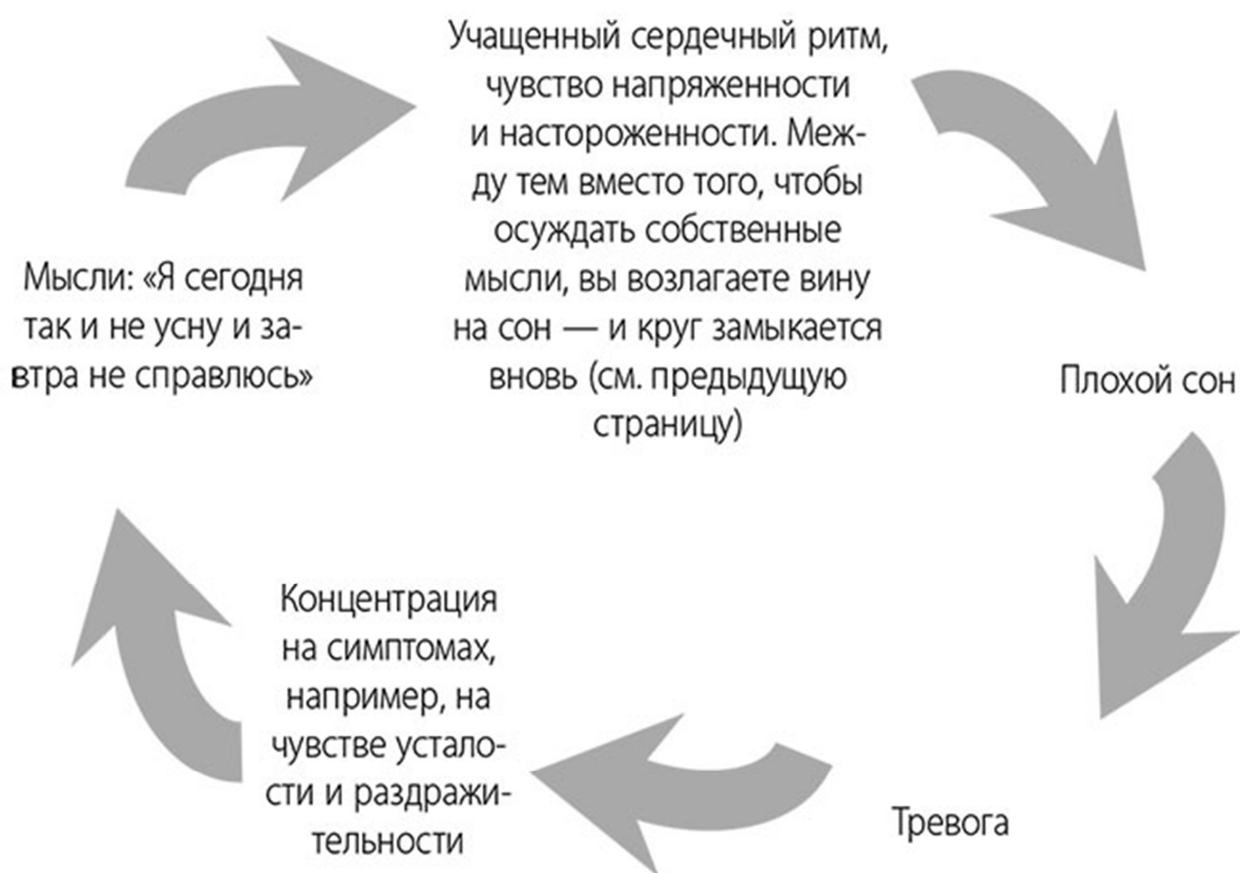 Учащенный сердечный ритм,
чувство напряженности
и настороженности. Меж-
ду тем вместо того, чтобы
осуждать собственные
мысли, вы возлагаете вину
на сон — и круг замыкается
вновь (см. предыдущую
страницу)
Плохой сон
Тревога
Концентрация
на симптомах,
например, на
чувстве устало-
сти и раздражи-
тельности
Мысли: «Я сегодня
так и не усну и за-
втра не справлюсь»